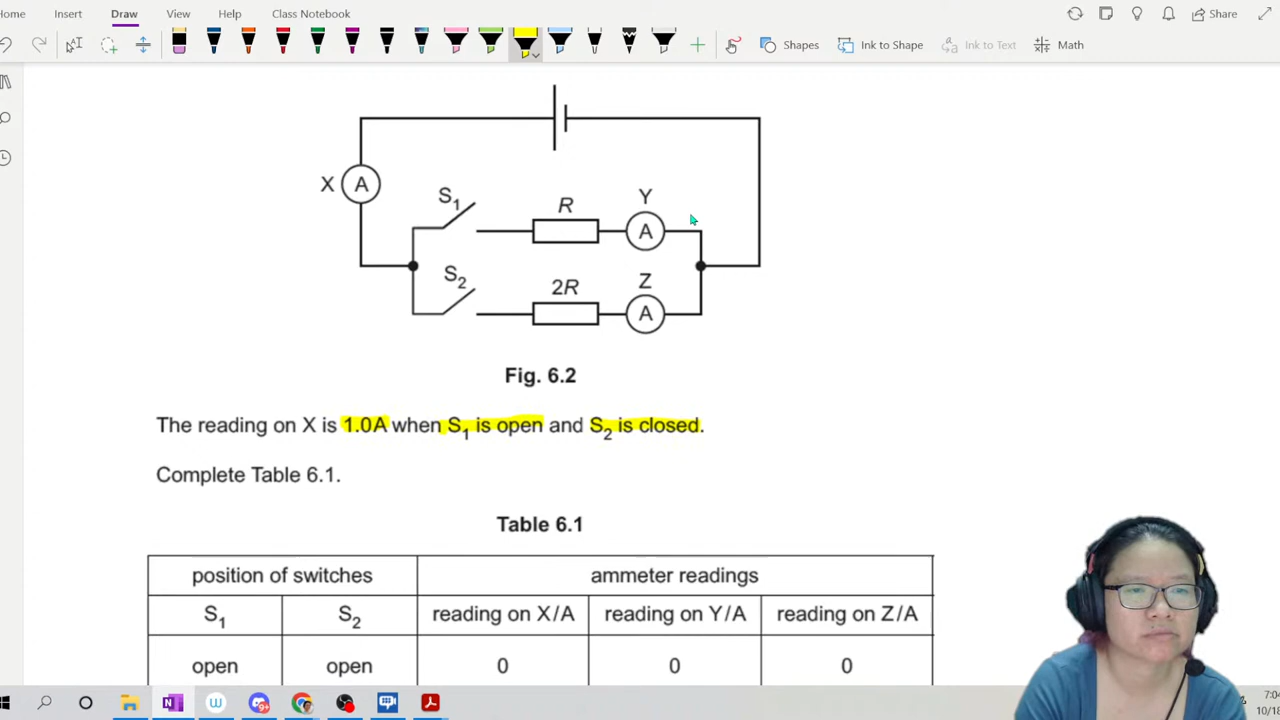 Home Insert Draw View Help Class Notebook Share
Shapes Ink to Shape Ink to Text Math
X A
S1 R Y
A
S2 2R Z
A
Fig. 6.2
The reading on X is 1.0A when S1 is open and S2 is closed.
Complete Table 6.1.
Table 6.1
position of switches ammeter readings
S1 S2 reading on X/A reading on Y/A reading on Z/A
open open 0 0 0